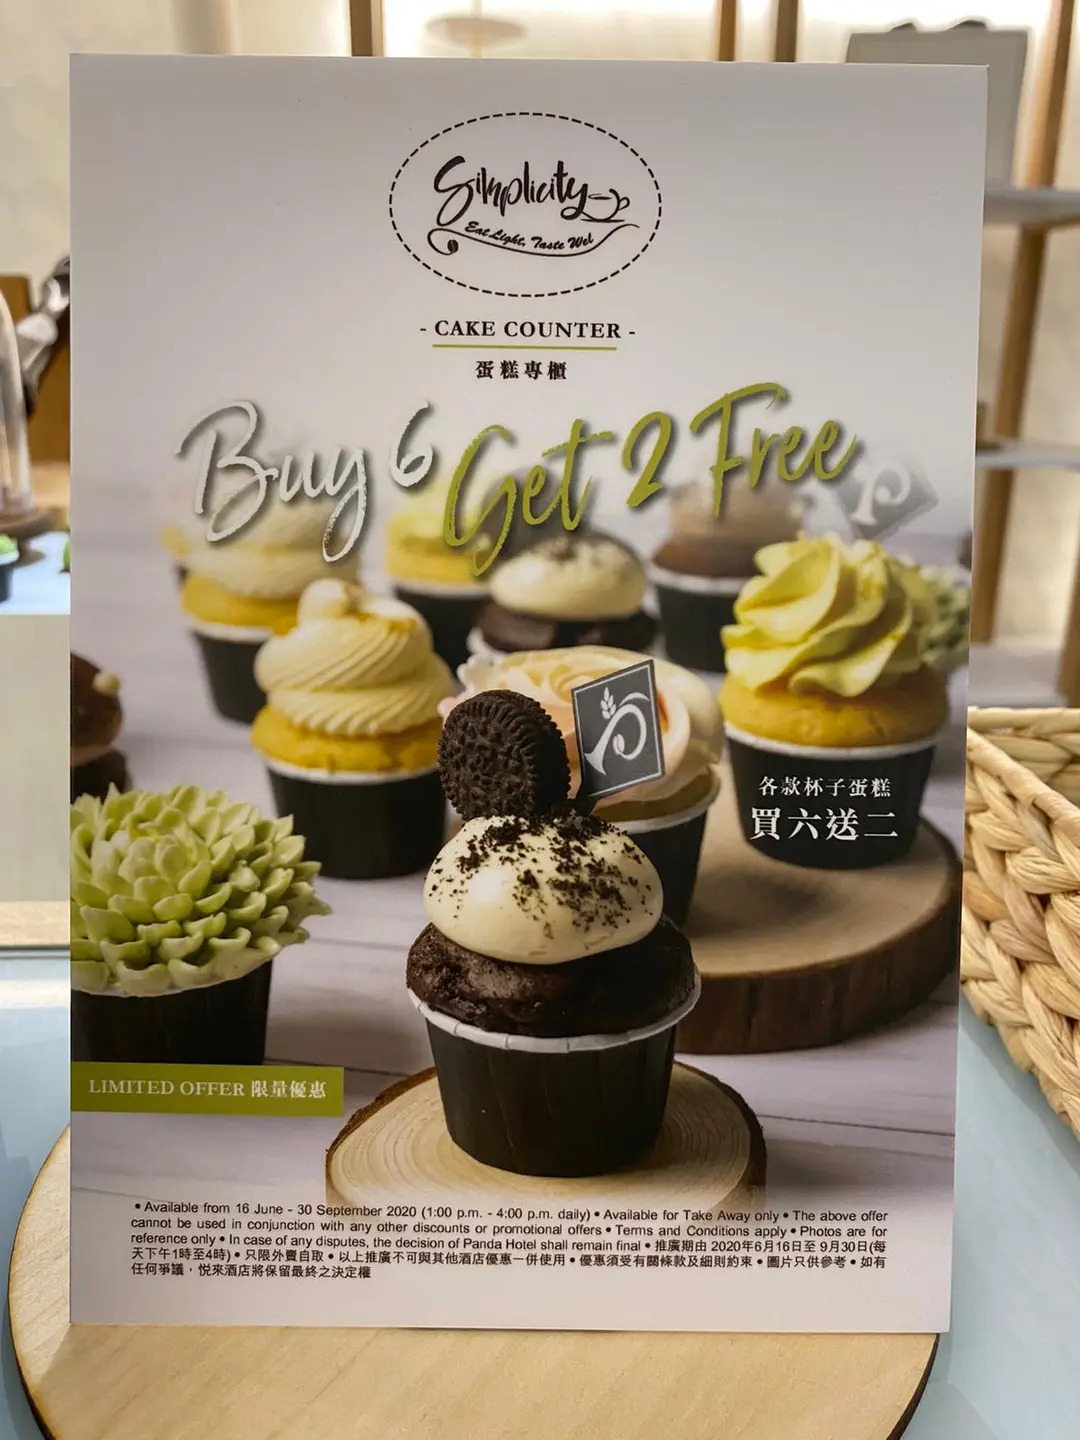 Simplicity
Eat Light, Taste Well
- CAKE COUNTER -
蛋糕專櫃
Buy 6 Get 2 Free
各款杯子蛋糕
買六送二
LIMITED OFFER 限量優惠
• Available from 16 June - 30 September 2020 (1:00 p.m. - 4:00 p.m. daily) • Available for Take Away only • The above offer
cannot be used in conjunction with any other discounts or promotional offers • Terms and Conditions apply • Photos are for
reference only • In case of any disputes, the decision of Panda Hotel shall remain final • 推廣期由 2020年6月16日至 9月30日(每
天下午1時至4時) • 只限外賣自取 • 以上推廣不可與其他酒店優惠一併使用 • 優惠須受有關條款及細則約束 • 圖片只供參考 • 如有
任何爭議，悦來酒店將保留最終之決定權